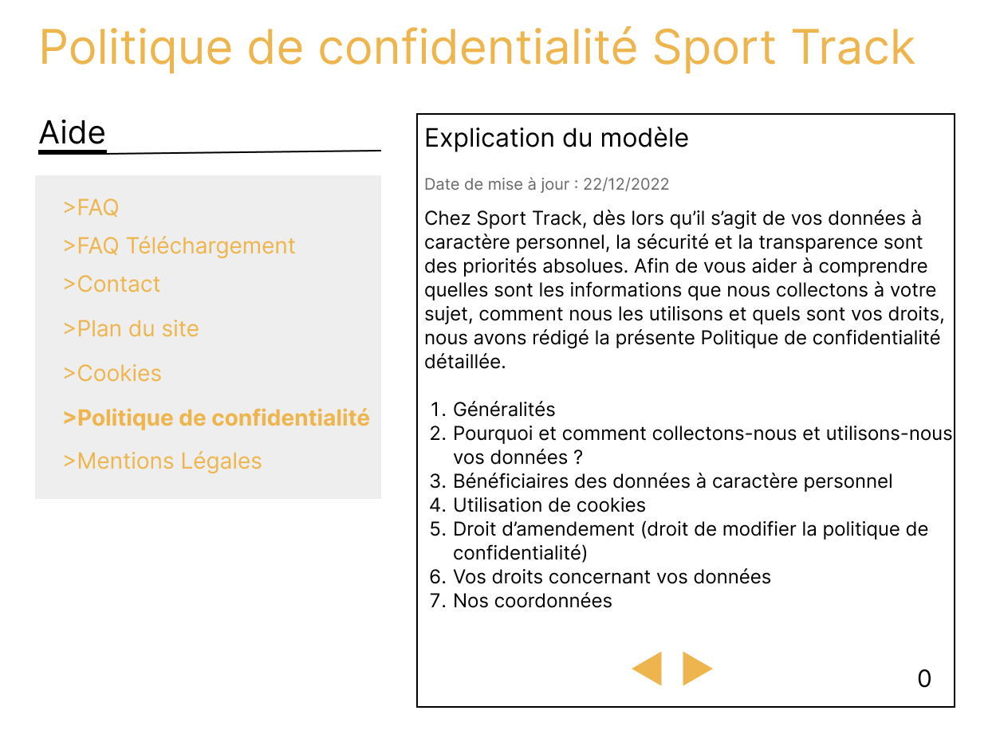 Politique de confidentialité Sport Track
Aide
>FAQ
>FAQ Téléchargement
>Contact
>Plan du site
>Cookies
>Politique de confidentialité
>Mentions Légales
Explication du modèle
Date de mise à jour : 22/12/2022
Chez Sport Track, dès lors qu’il s’agit de vos données à
caractère personnel, la sécurité et la transparence sont
des priorités absolues. Afin de vous aider à comprendre
quelles sont les informations que nous collectons à votre
sujet, comment nous les utilisons et quels sont vos droits,
nous avons rédigé la présente Politique de confidentialité
détaillée.
1. Généralités
2. Pourquoi et comment collectons-nous et utilisons-nous
vos données ?
3. Bénéficiaires des données à caractère personnel
4. Utilisation de cookies
5. Droit d’amendement (droit de modifier la politique de
confidentialité)
6. Vos droits concernant vos données
7. Nos coordonnées
0